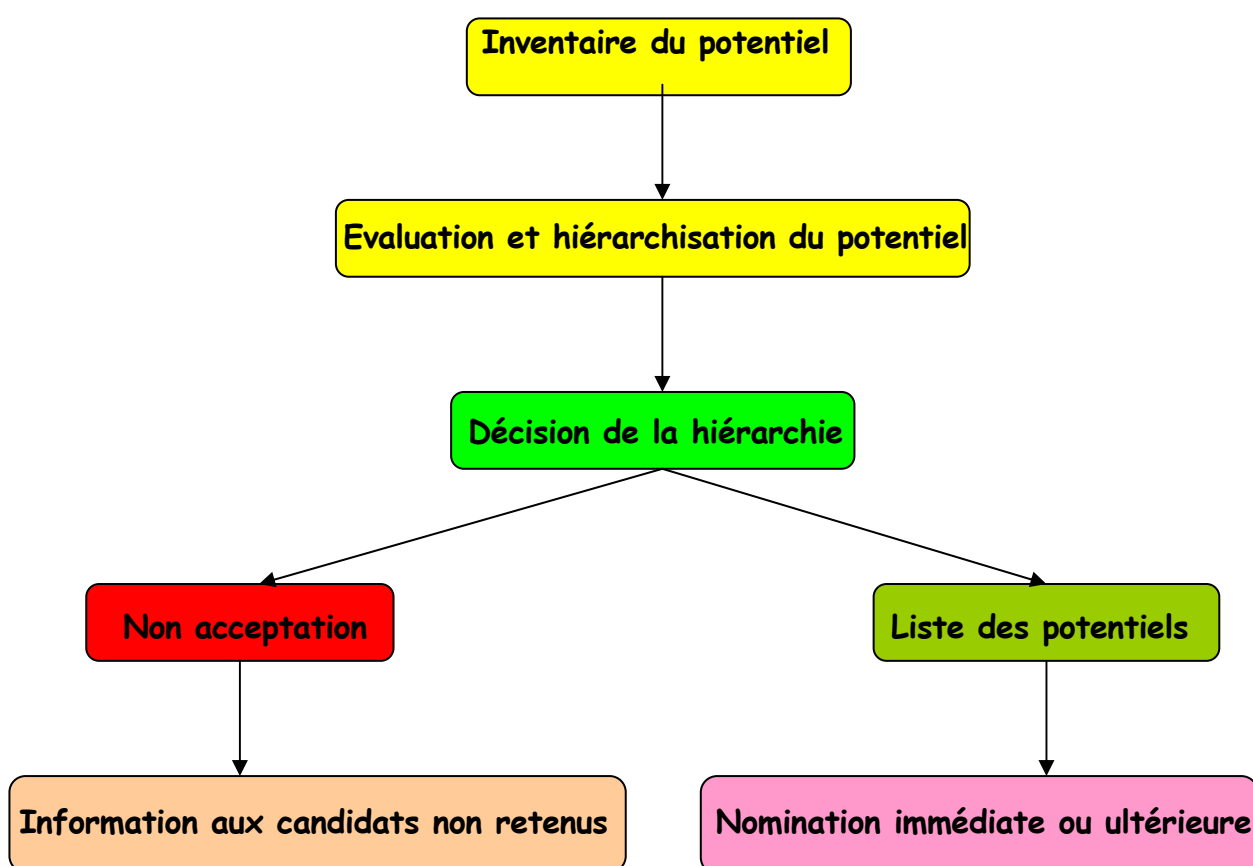 Inventaire du potentiel
Evaluation et hiérarchisation du potentiel
Décision de la hiérarchie
Non acceptation
Liste des potentiels
Information aux candidats non retenus
Nomination immédiate ou ultérieure